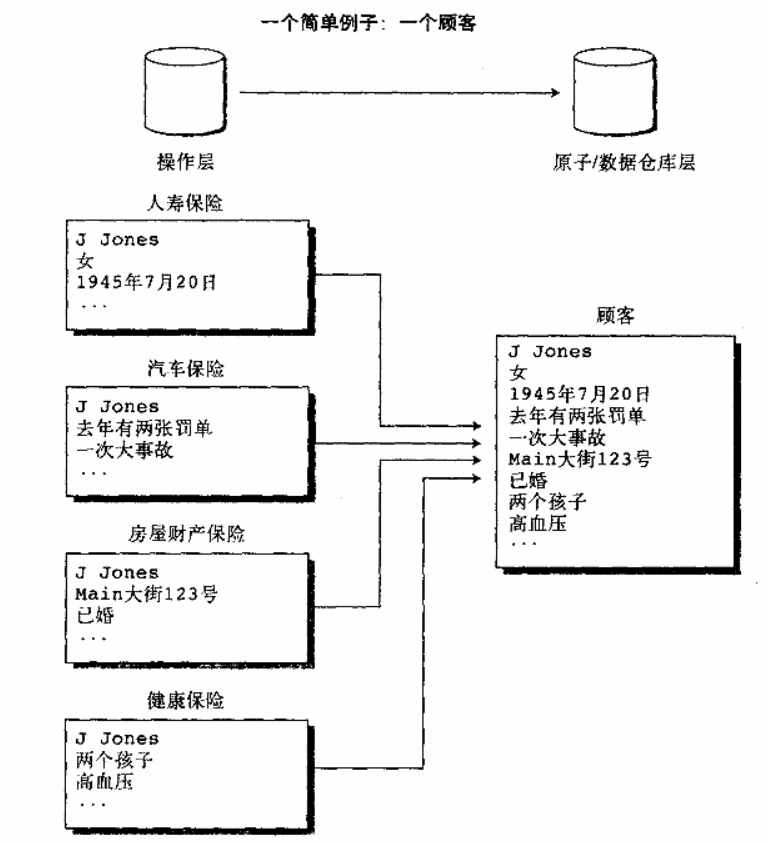 一个简单例子：一个顾客
操作层
原子/数据仓库层
人寿保险
J Jones
女
1945年7月20日
...
汽车保险
J Jones
去年有两张罚单
一次大事故
...
房屋财产保险
J Jones
Main大街123号
已婚
...
健康保险
J Jones
两个孩子
高血压
...
顾客
J Jones
女
1945年7月20日
去年有两张罚单
一次大事故
Main大街123号
已婚
两个孩子
高血压
...